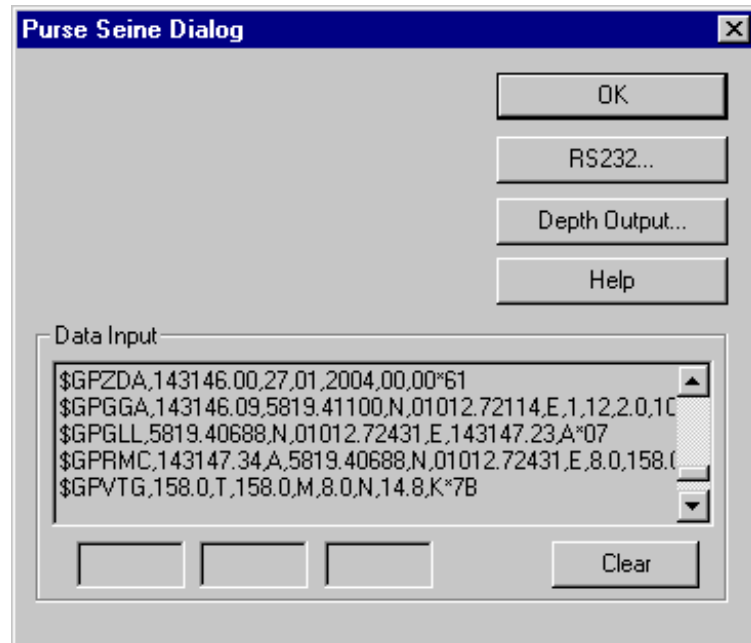 Purse Seine Dialog
OK
RS232...
Depth Output...
Help
Data Input
$GPZDA,143146.00,27,01,2004,00,00*61
$GPGGA,143146.09,5819.41100,N,01012.72114,E,1,12,2.0,10
$GPGLL,5819.40688,N,01012.72431,E,143147.23,A*07
$GPRMC,143147.34,A,5819.40688,N,01012.72431,E,8.0,158.0
$GPVTG,158.0,T,158.0,M,8.0,N,14.8,K*7B
Clear